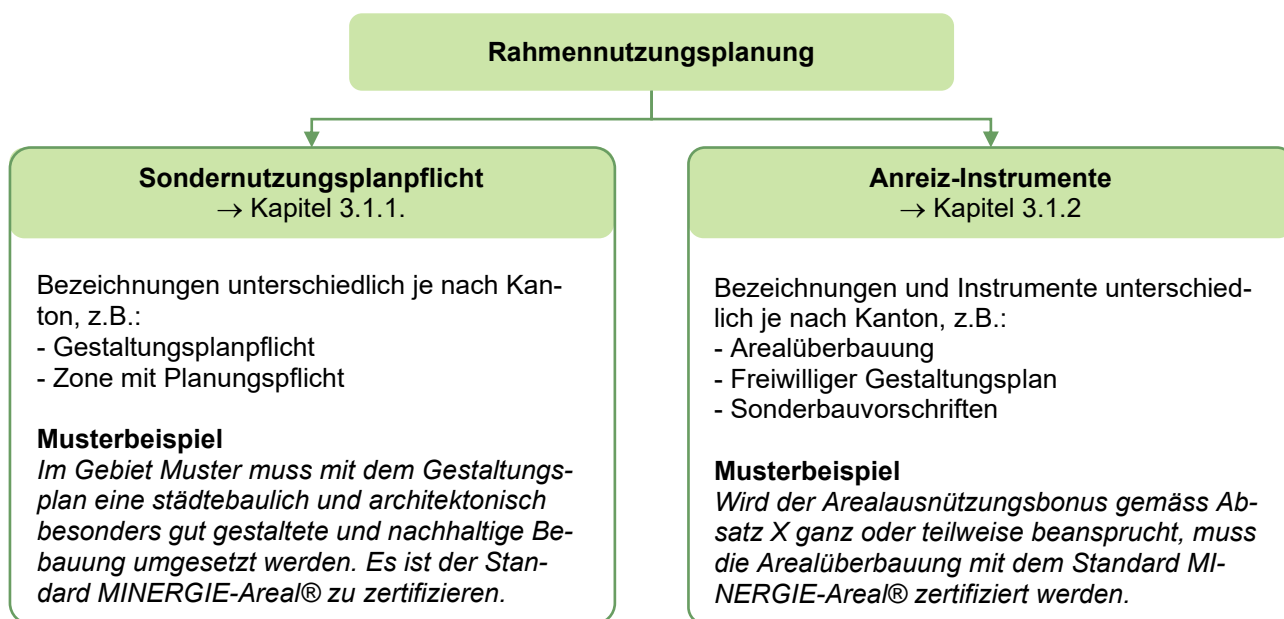 Rahmennutzungsplanung
Sondernutzungsplanpflicht
→ Kapitel 3.1.1.
Bezeichnungen unterschiedlich je nach Kan-
ton, z.B.:
- Gestaltungsplanpflicht
- Zone mit Planungspflicht
Musterbeispiel
Im Gebiet Muster muss mit dem Gestaltungs-
plan eine städtebaulich und architektonisch
besonders gut gestaltete und nachhaltige Be-
bauung umgesetzt werden. Es ist der Stan-
dard MINERGIE-Areal® zu zertifizieren.
Anreiz-Instrumente
→ Kapitel 3.1.2
Bezeichnungen und Instrumente unterschied-
lich je nach Kanton, z.B.:
- Arealüberbauung
- Freiwilliger Gestaltungsplan
- Sonderbauvorschriften
Musterbeispiel
Wird der Arealausnützungsbonus gemäss Ab-
satz X ganz oder teilweise beansprucht, muss
die Arealüberbauung mit dem Standard MI-
NERGIE-Areal® zertifiziert werden.